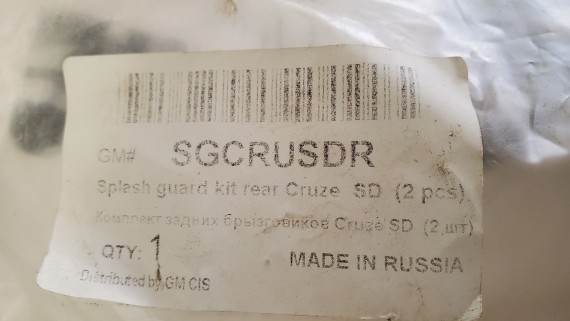 GM# SGCRUSDR
Splash guard kit rear Cruze SD (2 pcs)
Комплект задних брызговиков Cruze SD (2 шт)
QTY: 1
MADE IN RUSSIA
Distributed by GM CIS